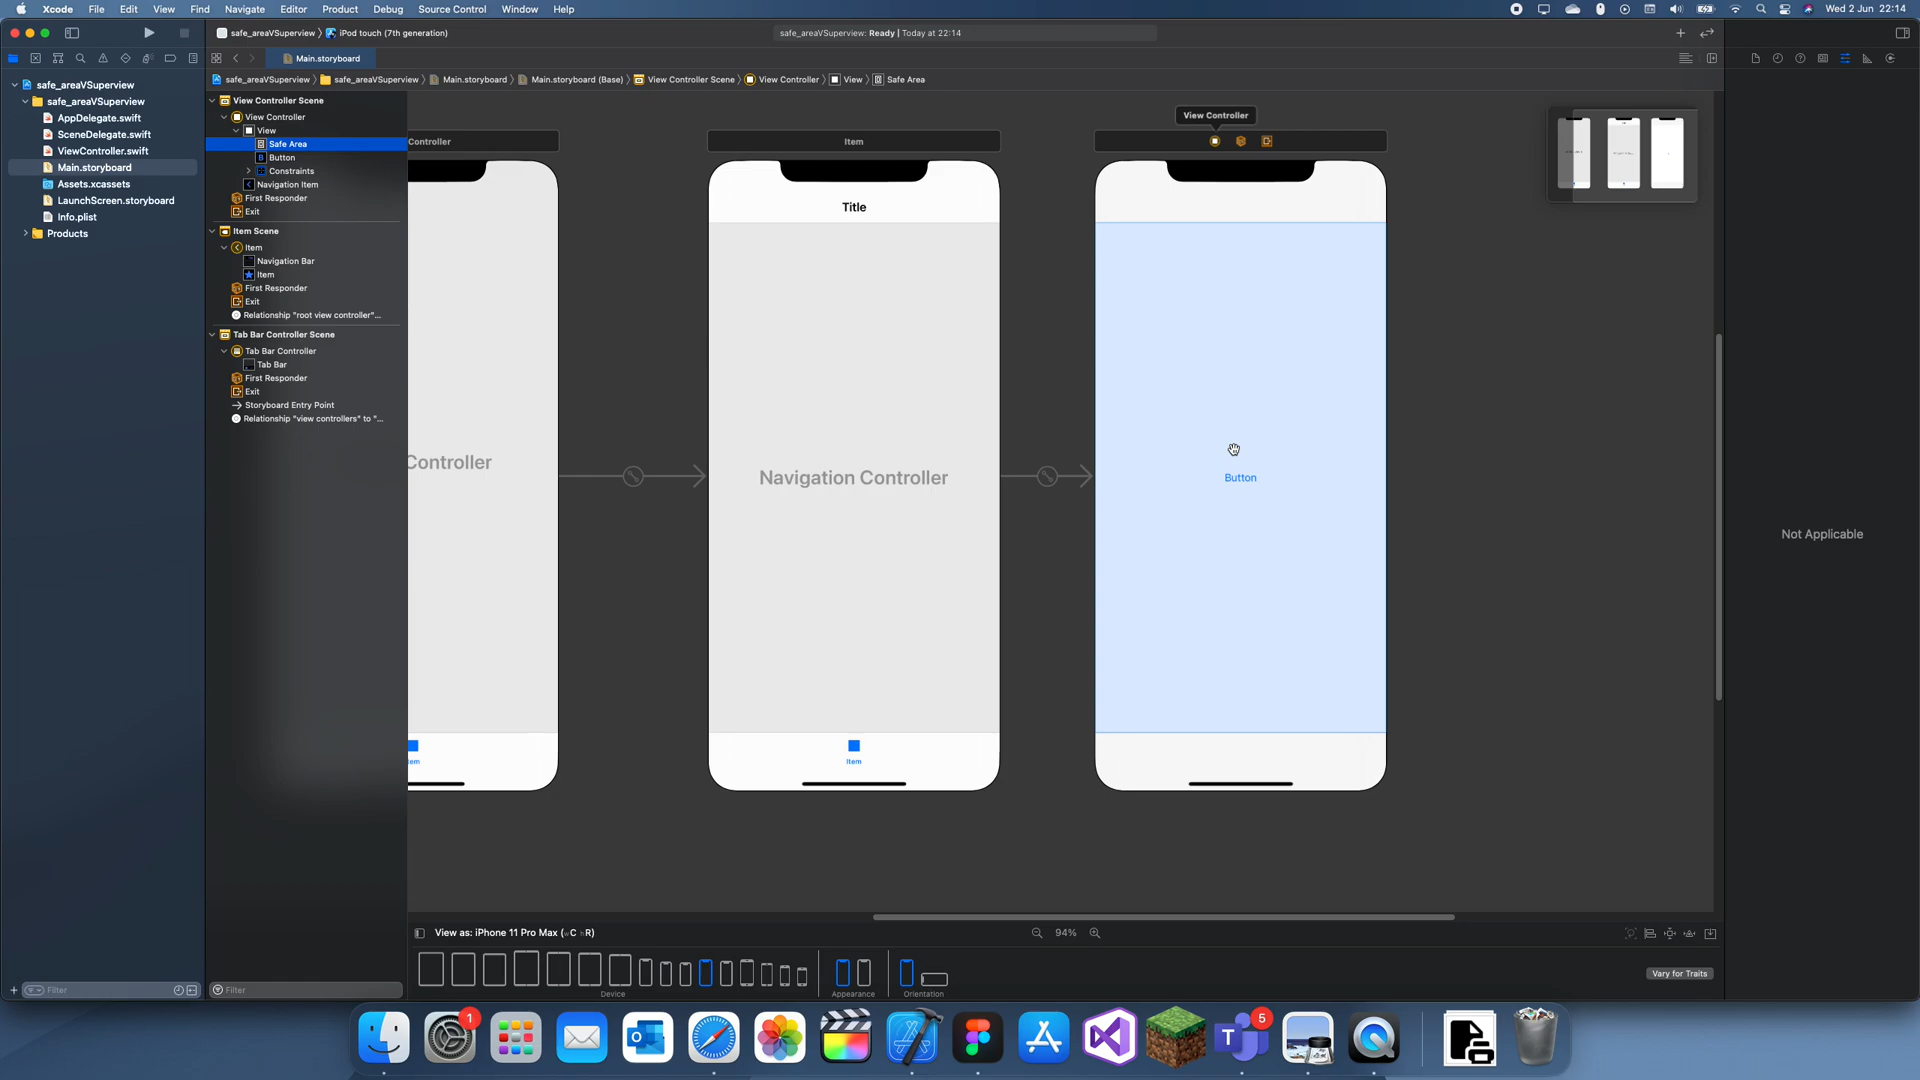 Xcode File Edit View Find Navigate Editor Product Debug Source Control Window Help Wed 2 Jun 22:14
safe_areaVSuperview 〉 iPod touch (7th generation) safe_areaVSuperview: Ready | Today at 22:14
Main.storyboard
safe_areaVSuperview 〉 safe_areaVSuperview 〉 Main.storyboard 〉 Main.storyboard (Base) 〉 View Controller Scene 〉 View Controller 〉 View 〉 Safe Area
safe_areaVSuperview
safe_areaVSuperview
AppDelegate.swift
SceneDelegate.swift
ViewController.swift
Main.storyboard
Assets.xcassets
LaunchScreen.storyboard
Info.plist
Products
View Controller Scene
View Controller
View
Safe Area
Button
Constraints
Navigation Item
First Responder
Exit
Item Scene
Item
Navigation Bar
Item
First Responder
Exit
Relationship "root view controller"...
Tab Bar Controller Scene
Tab Bar Controller
Tab Bar
First Responder
Exit
Storyboard Entry Point
Relationship "view controllers" to "...
Controller
Controller
Item
Title
Navigation Controller
Item
View Controller
Button
Not Applicable
View as: iPhone 11 Pro Max (wC hR)
94%
Device
Appearance
Orientation
Vary for Traits
Filter
Filter
1
5